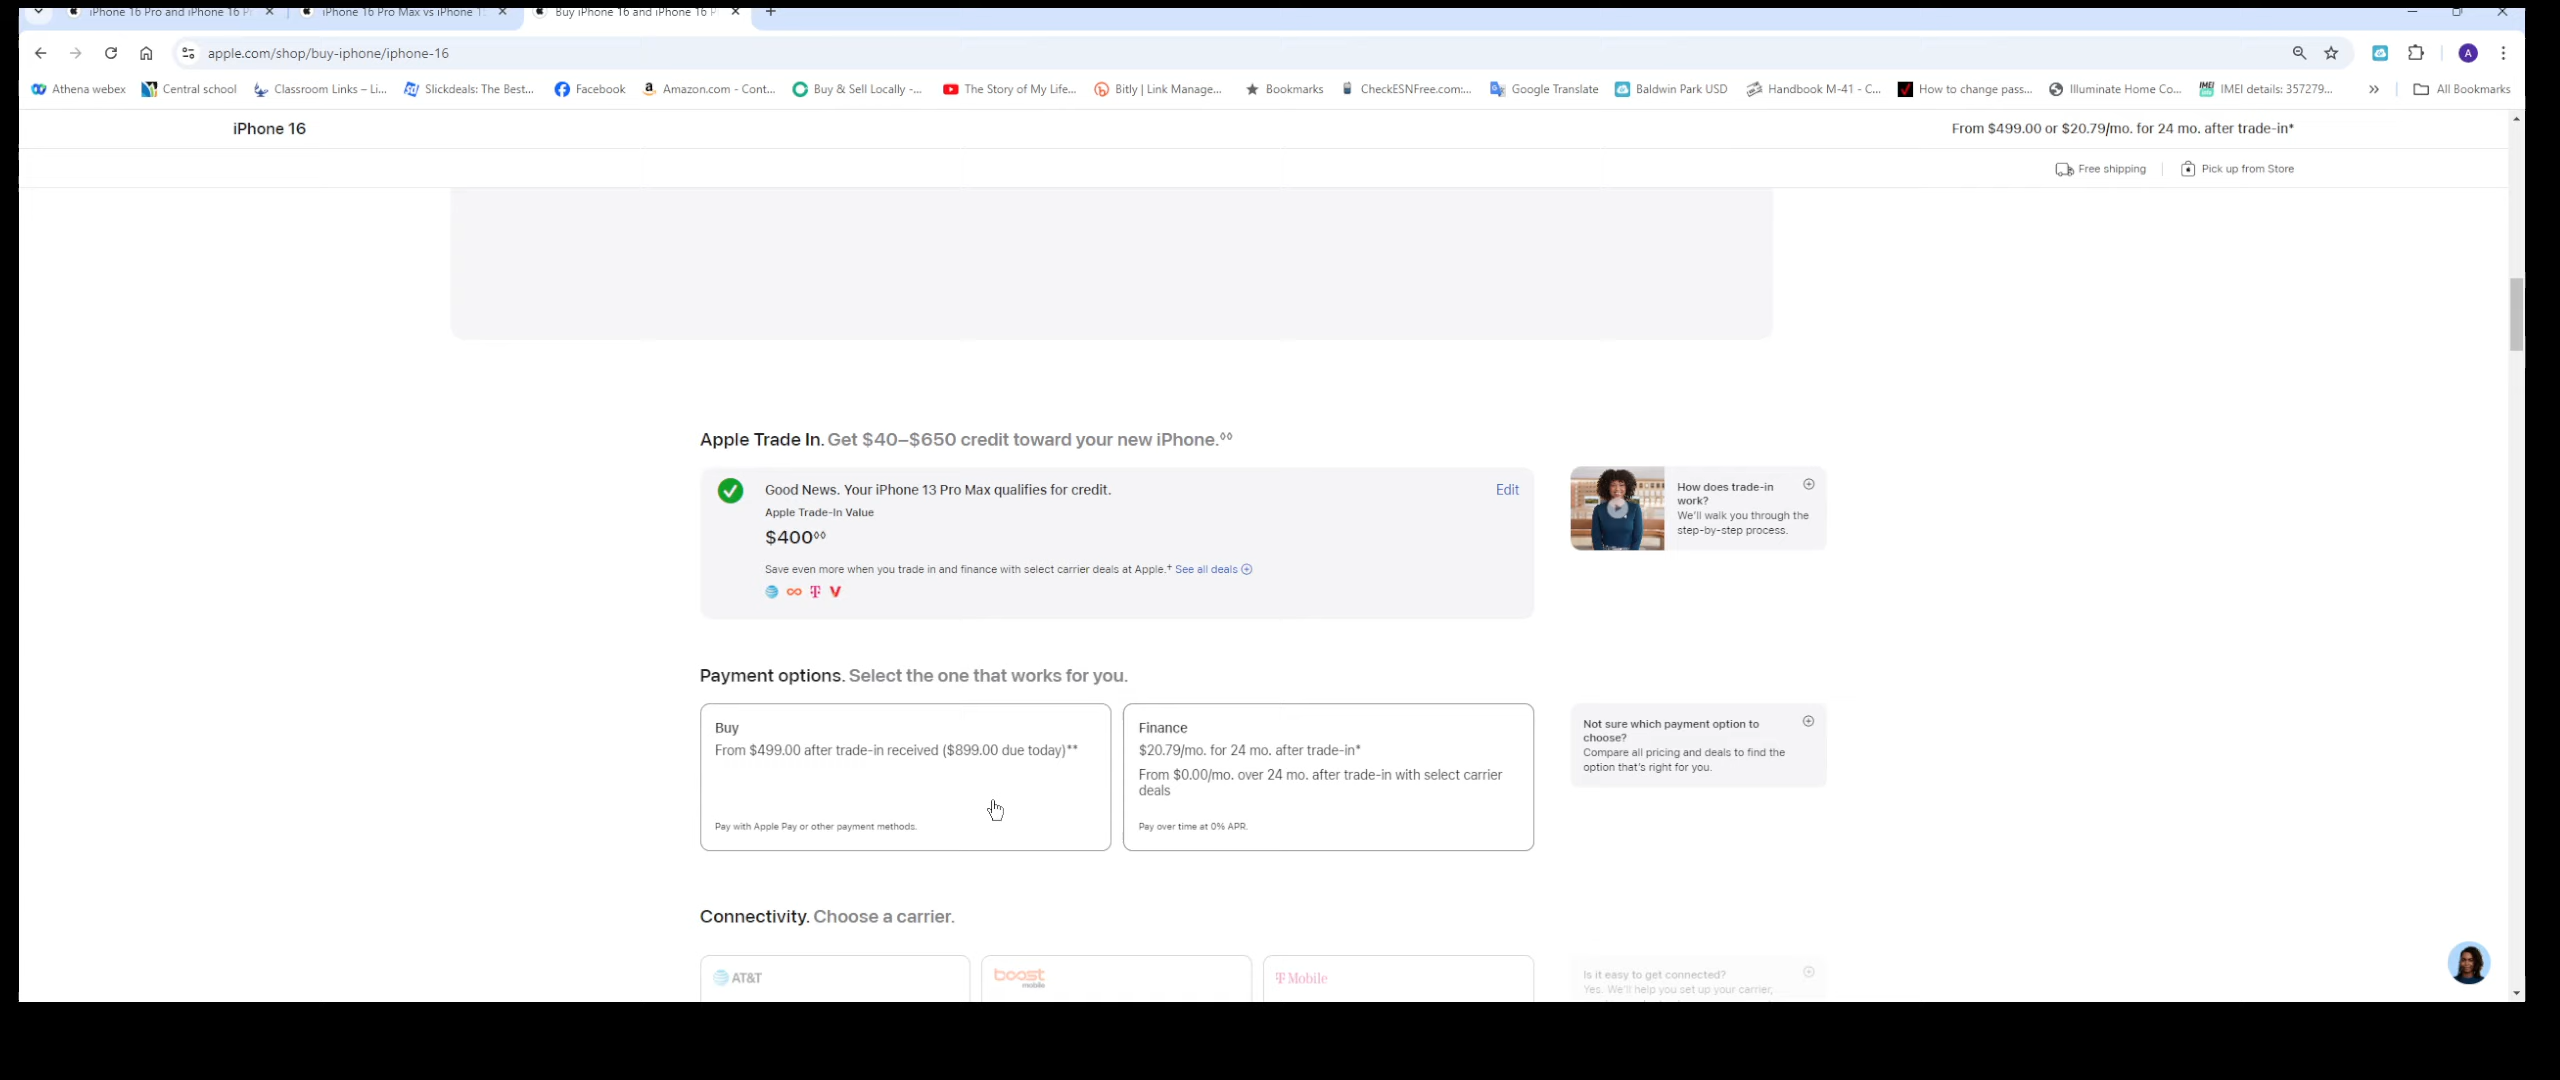 iPhone 16 Pro and iPhone 16 P
iPhone 16 Pro Max vs iPhone 1
Buy iPhone 16 and iPhone 16 P
apple.com/shop/buy-iphone/iphone-16
A
Athena webex
Central school
Classroom Links – Li...
Slickdeals: The Best...
Facebook
Amazon.com - Cont...
Buy & Sell Locally -...
The Story of My Life...
Bitly | Link Manage...
Bookmarks
CheckESNFree.com:...
Google Translate
Baldwin Park USD
Handbook M-41 - C...
How to change pass...
Illuminate Home Co...
IMEI details: 357279...
»
All Bookmarks
iPhone 16
From $499.00 or $20.79/mo. for 24 mo. after trade-in*
Free shipping
Pick up from Store
Apple Trade In. Get $40–$650 credit toward your new iPhone.◊◊
Good News. Your iPhone 13 Pro Max qualifies for credit.
Edit
Apple Trade-In Value
$400◊◊
Save even more when you trade in and finance with select carrier deals at Apple.† See all deals
How does trade-in
work?
We'll walk you through the
step-by-step process.
Payment options. Select the one that works for you.
Buy
From $499.00 after trade-in received ($899.00 due today)**
Pay with Apple Pay or other payment methods.
Finance
$20.79/mo. for 24 mo. after trade-in*
From $0.00/mo. over 24 mo. after trade-in with select carrier
deals
Pay over time at 0% APR.
Not sure which payment option to
choose?
Compare all pricing and deals to find the
option that's right for you.
Connectivity. Choose a carrier.
AT&T
boost
mobile
T Mobile
Is it easy to get connected?
Yes. We'll help you set up your carrier,